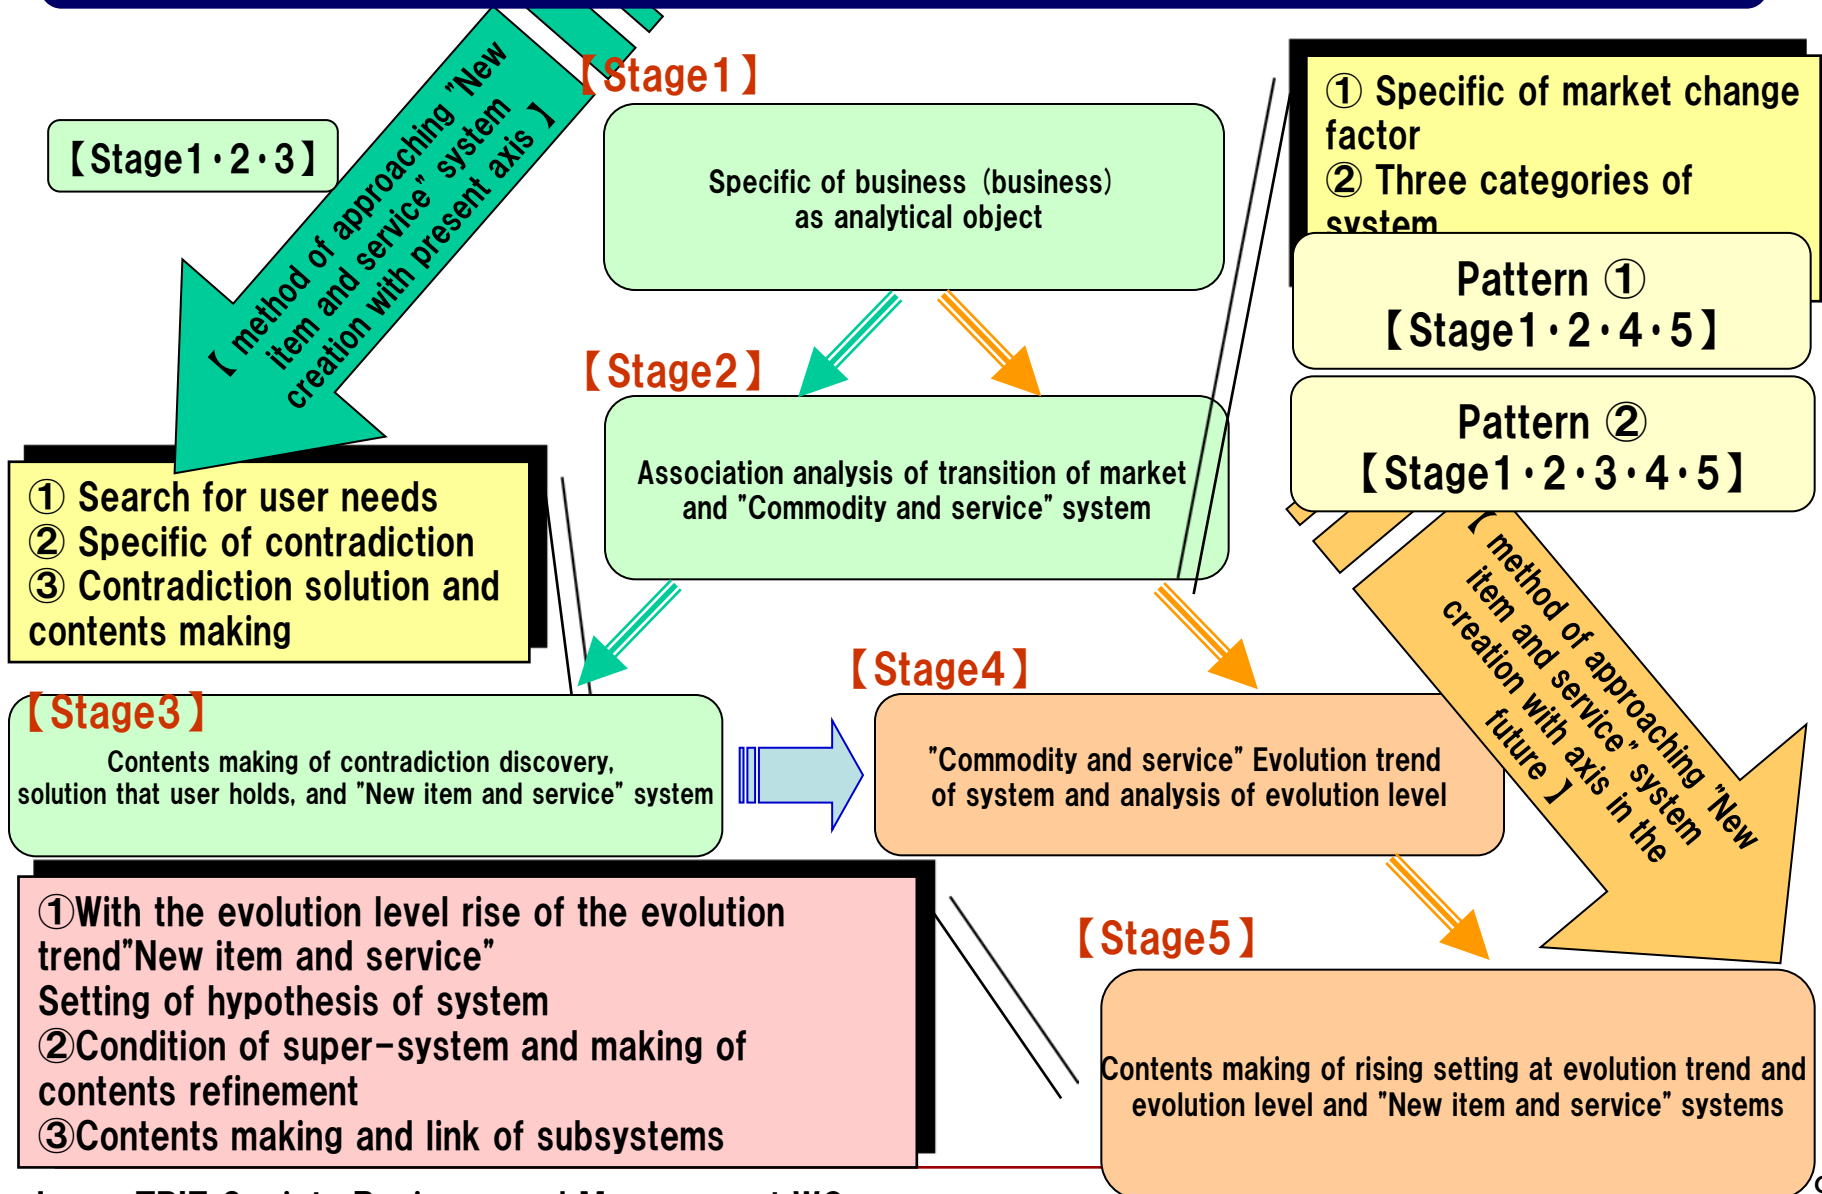 【Stage1】
【Stage1・2・3】
【 method of approaching "New
item and service" system
creation with present axis 】
Specific of business (business)
as analytical object
① Specific of market change
factor
② Three categories of
system
Pattern ①
【Stage1・2・4・5】
Pattern ②
【Stage1・2・3・4・5】
【Stage2】
Association analysis of transition of market
and "Commodity and service" system
① Search for user needs
② Specific of contradiction
③ Contradiction solution and
contents making
【 method of approaching "New
item and service" system
creation with axis in the
future 】
【Stage3】
Contents making of contradiction discovery,
solution that user holds, and "New item and service" system
【Stage4】
"Commodity and service" Evolution trend
of system and analysis of evolution level
①With the evolution level rise of the evolution
trend"New item and service"
Setting of hypothesis of system
②Condition of super-system and making of
contents refinement
③Contents making and link of subsystems
【Stage5】
Contents making of rising setting at evolution trend and
evolution level and "New item and service" systems